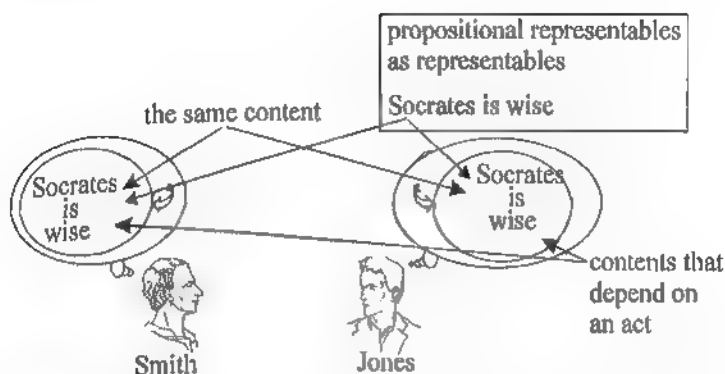 propositional representables
as representables
Socrates is wise
the same content
Socrates
is
wise
Socrates
is
wise
contents that
depend on
an act
Smith
Jones